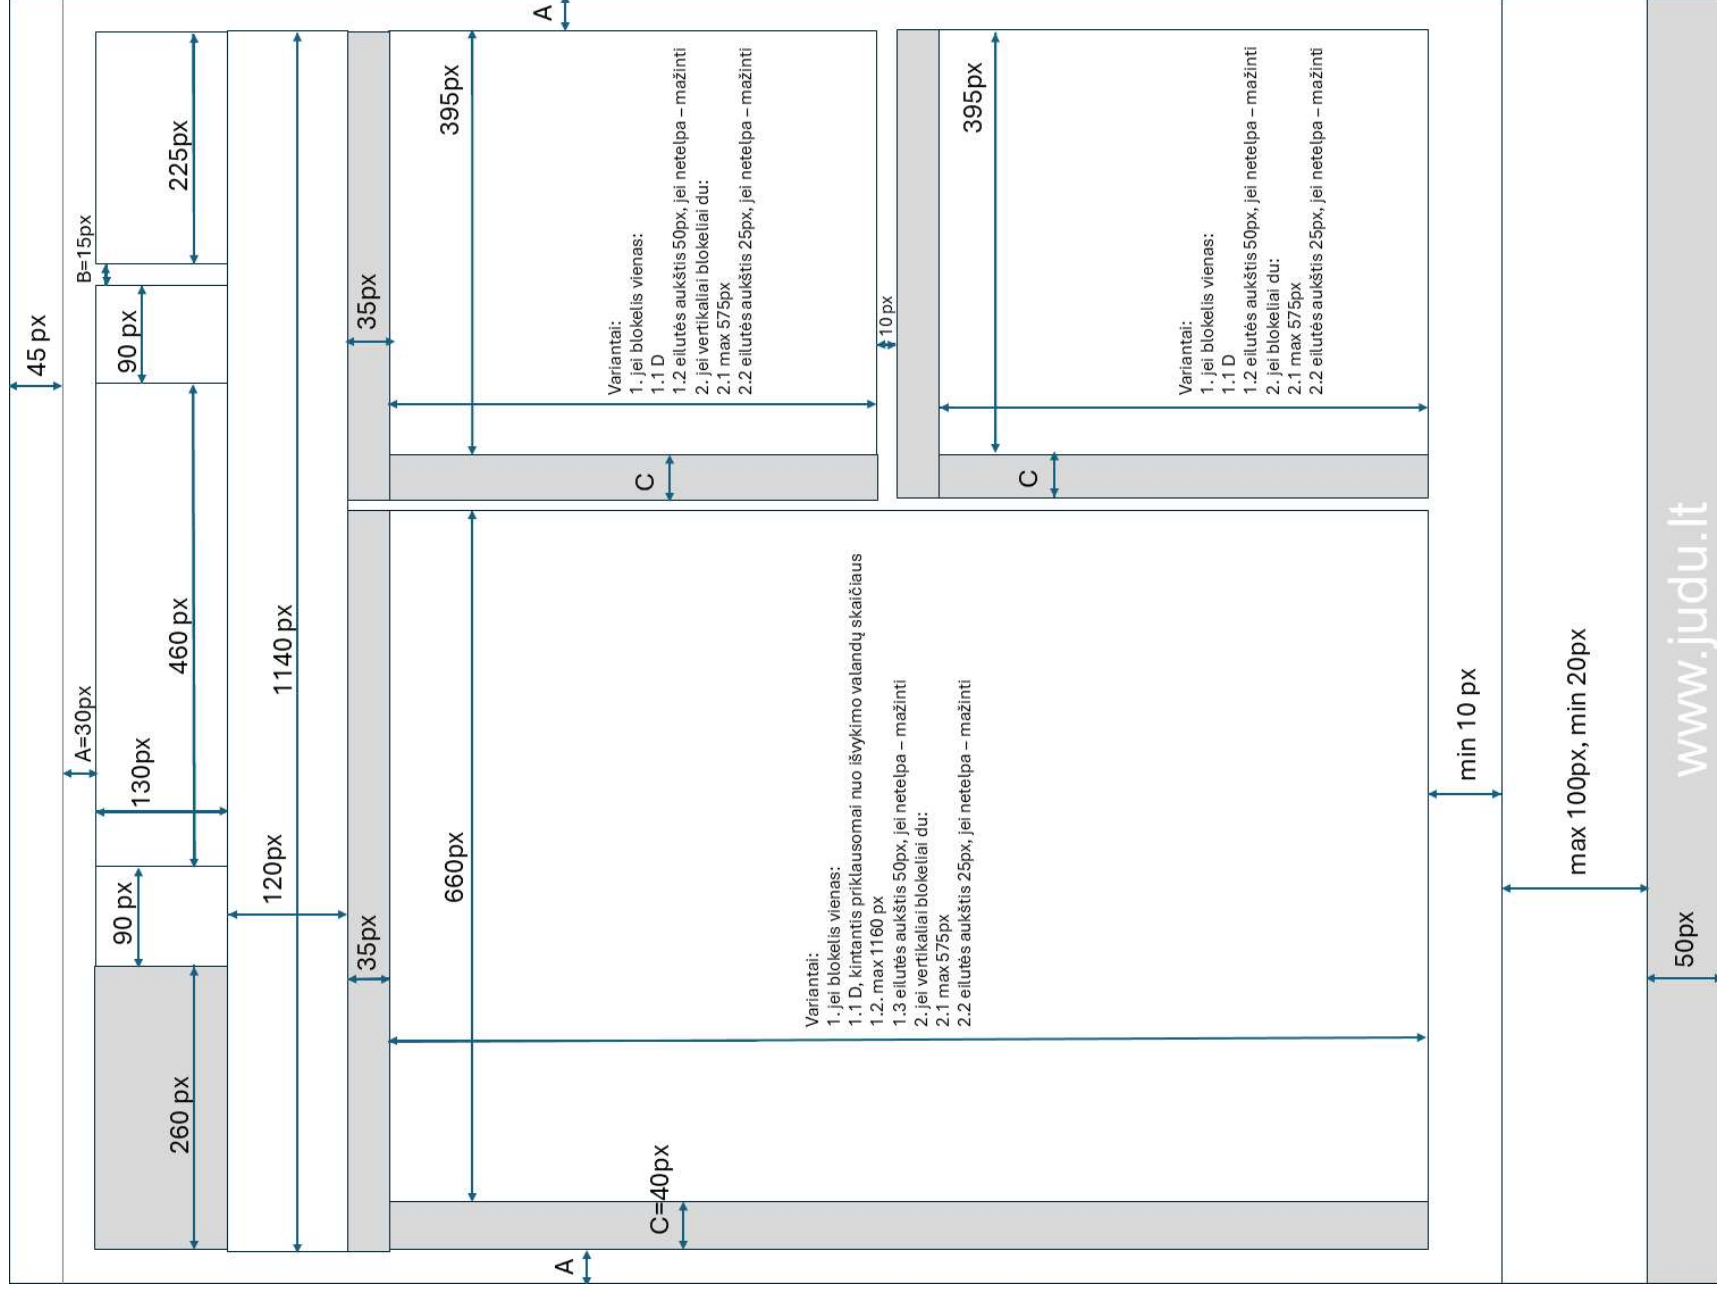 45 px
A=30px
B=15px
260 px
90 px
130px
460 px
90 px
225px
120px
1140 px
35px
35px
A
A
660px
395px
395px
C=40px
C
C
10 px
Variantai:
1. jei blokelis vienas:
1.1 D, kintantis priklausomai nuo išvykimo valandų skaičiaus
1.2. max 1160 px
1.3 eilutės aukštis 50px, jei netelpa – mažinti
2. jei vertikaliai blokeliai du:
2.1 max 575px
2.2 eilutės aukštis 25px, jei netelpa – mažinti
Variantai:
1. jei blokelis vienas:
1.1 D
1.2 eilutės aukštis 50px, jei netelpa – mažinti
2. jei vertikaliai blokeliai du:
2.1 max 575px
2.2 eilutės aukštis 25px, jei netelpa – mažinti
Variantai:
1. jei blokelis vienas:
1.1 D
1.2 eilutės aukštis 50px, jei netelpa – mažinti
2. jei blokeliai du:
2.1 max 575px
2.2 eilutės aukštis 25px, jei netelpa – mažinti
min 10 px
max 100px, min 20px
50px
www.judu.lt